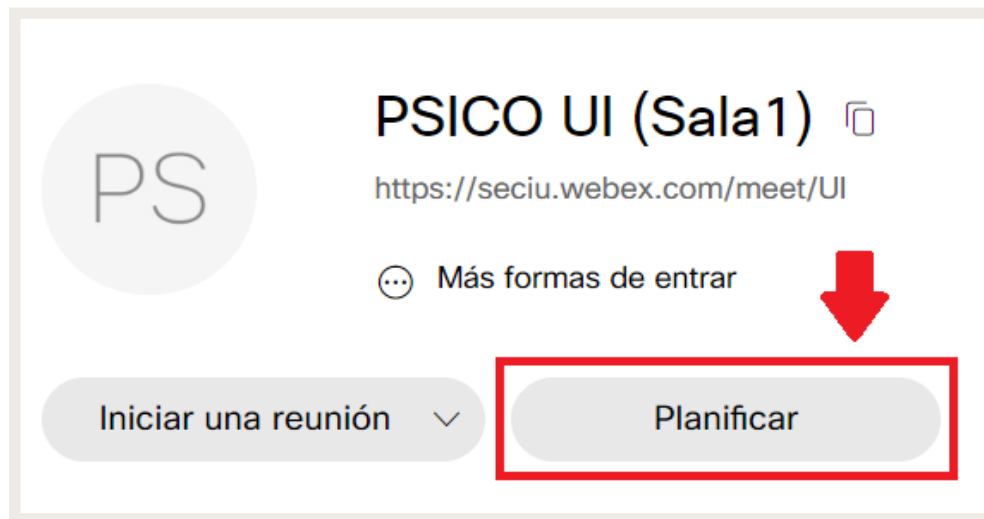 PS
PSICO UI (Sala1)
https://seciu.webex.com/meet/UI
Más formas de entrar
Iniciar una reunión
Planificar